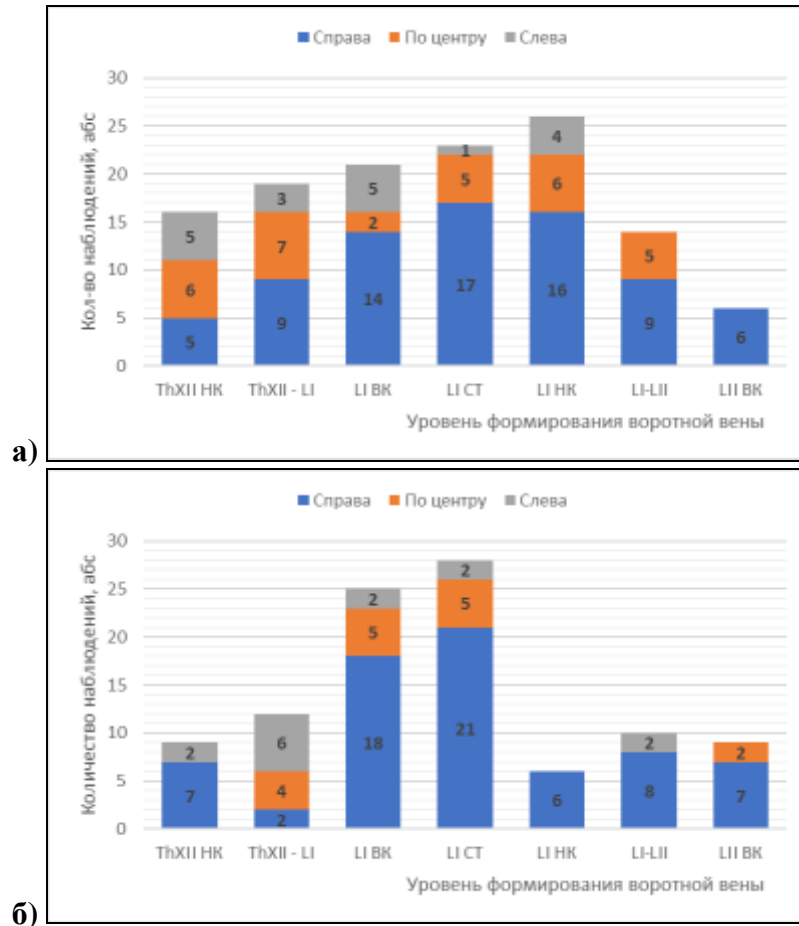 Справа По центру Слева
30
25
20
15
10
5
0
Кол-во наблюдений, абс
5 3 5 1 4
6 7 2 5 6 5
5 9 14 17 16 9 6
ThXII НК ThXII - LI LI ВК LI СТ LI НК LI-LII LII ВК
Уровень формирования воротной вены
а)
Справа По центру Слева
30
25
20
15
10
5
0
Количество наблюдений, абс
2 6 2 2 2
4 5 5 2
7 2 18 21 6 8 7
ThXII НК ThXII - LI LI ВК LI СТ LI НК LI-LII LII ВК
Уровень формирования воротной вены
б)